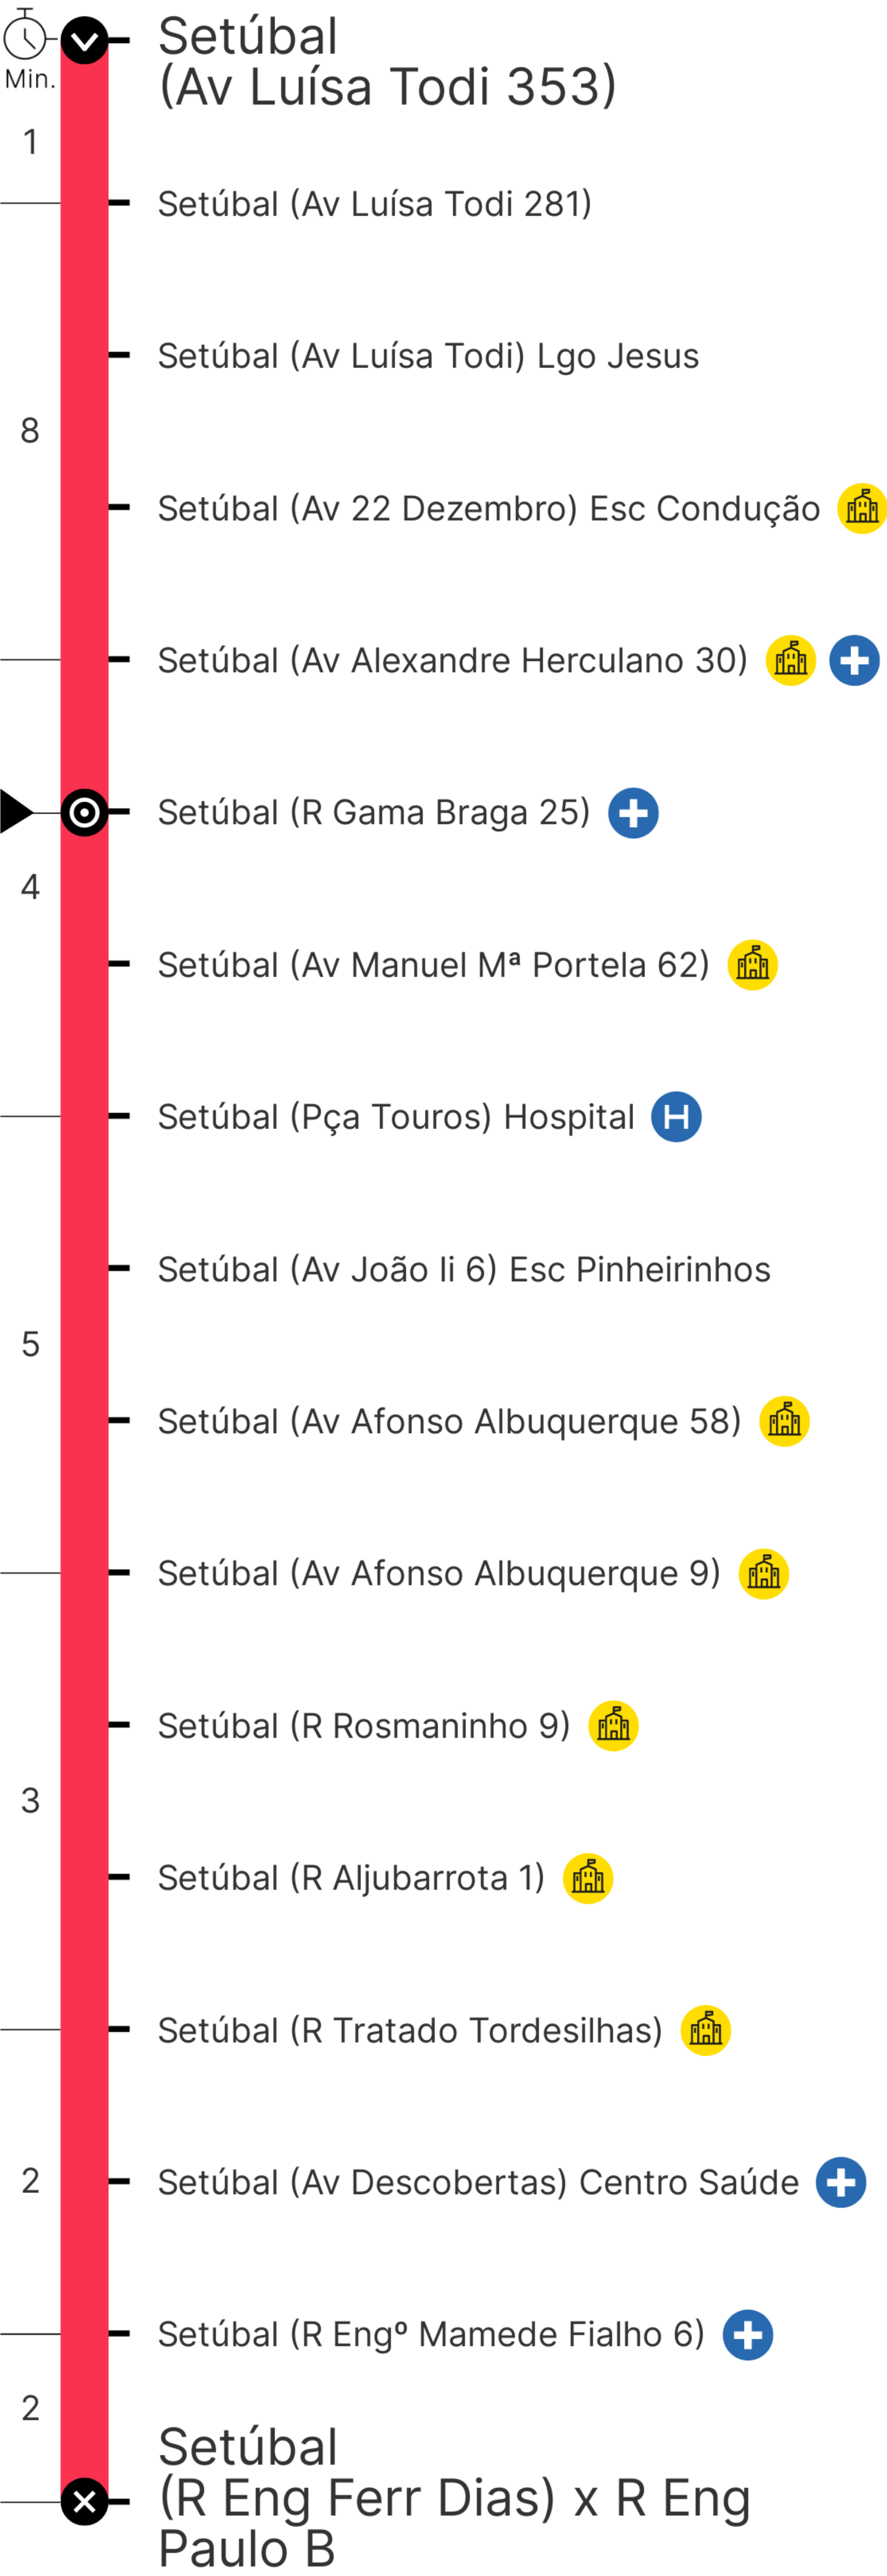 Setúbal
(Av Luísa Todi 353)
Min.
1
Setúbal (Av Luísa Todi 281)
Setúbal (Av Luísa Todi) Lgo Jesus
8
Setúbal (Av 22 Dezembro) Esc Condução
Setúbal (Av Alexandre Herculano 30)
Setúbal (R Gama Braga 25)
4
Setúbal (Av Manuel Mª Portela 62)
Setúbal (Pça Touros) Hospital H
Setúbal (Av João Ii 6) Esc Pinheirinhos
5
Setúbal (Av Afonso Albuquerque 58)
Setúbal (Av Afonso Albuquerque 9)
Setúbal (R Rosmaninho 9)
3
Setúbal (R Aljubarrota 1)
Setúbal (R Tratado Tordesilhas)
2 Setúbal (Av Descobertas) Centro Saúde
Setúbal (R Engº Mamede Fialho 6)
2
Setúbal
(R Eng Ferr Dias) x R Eng
Paulo B